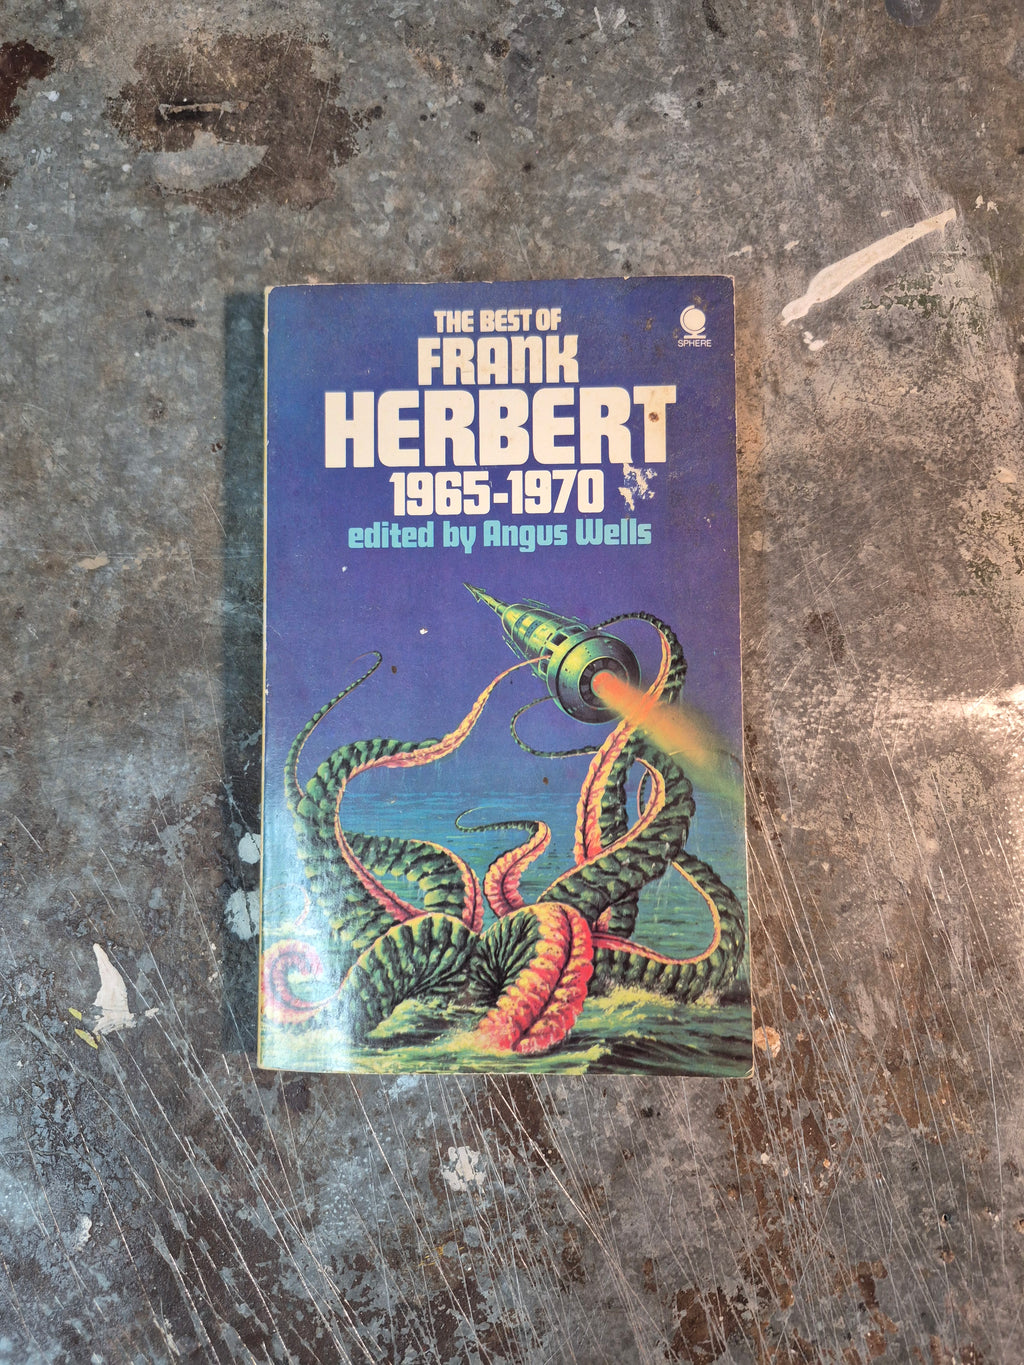 THE BEST OF
FRANK
HERBERT
1965-1970
edited by Angus Wells
SPHERE